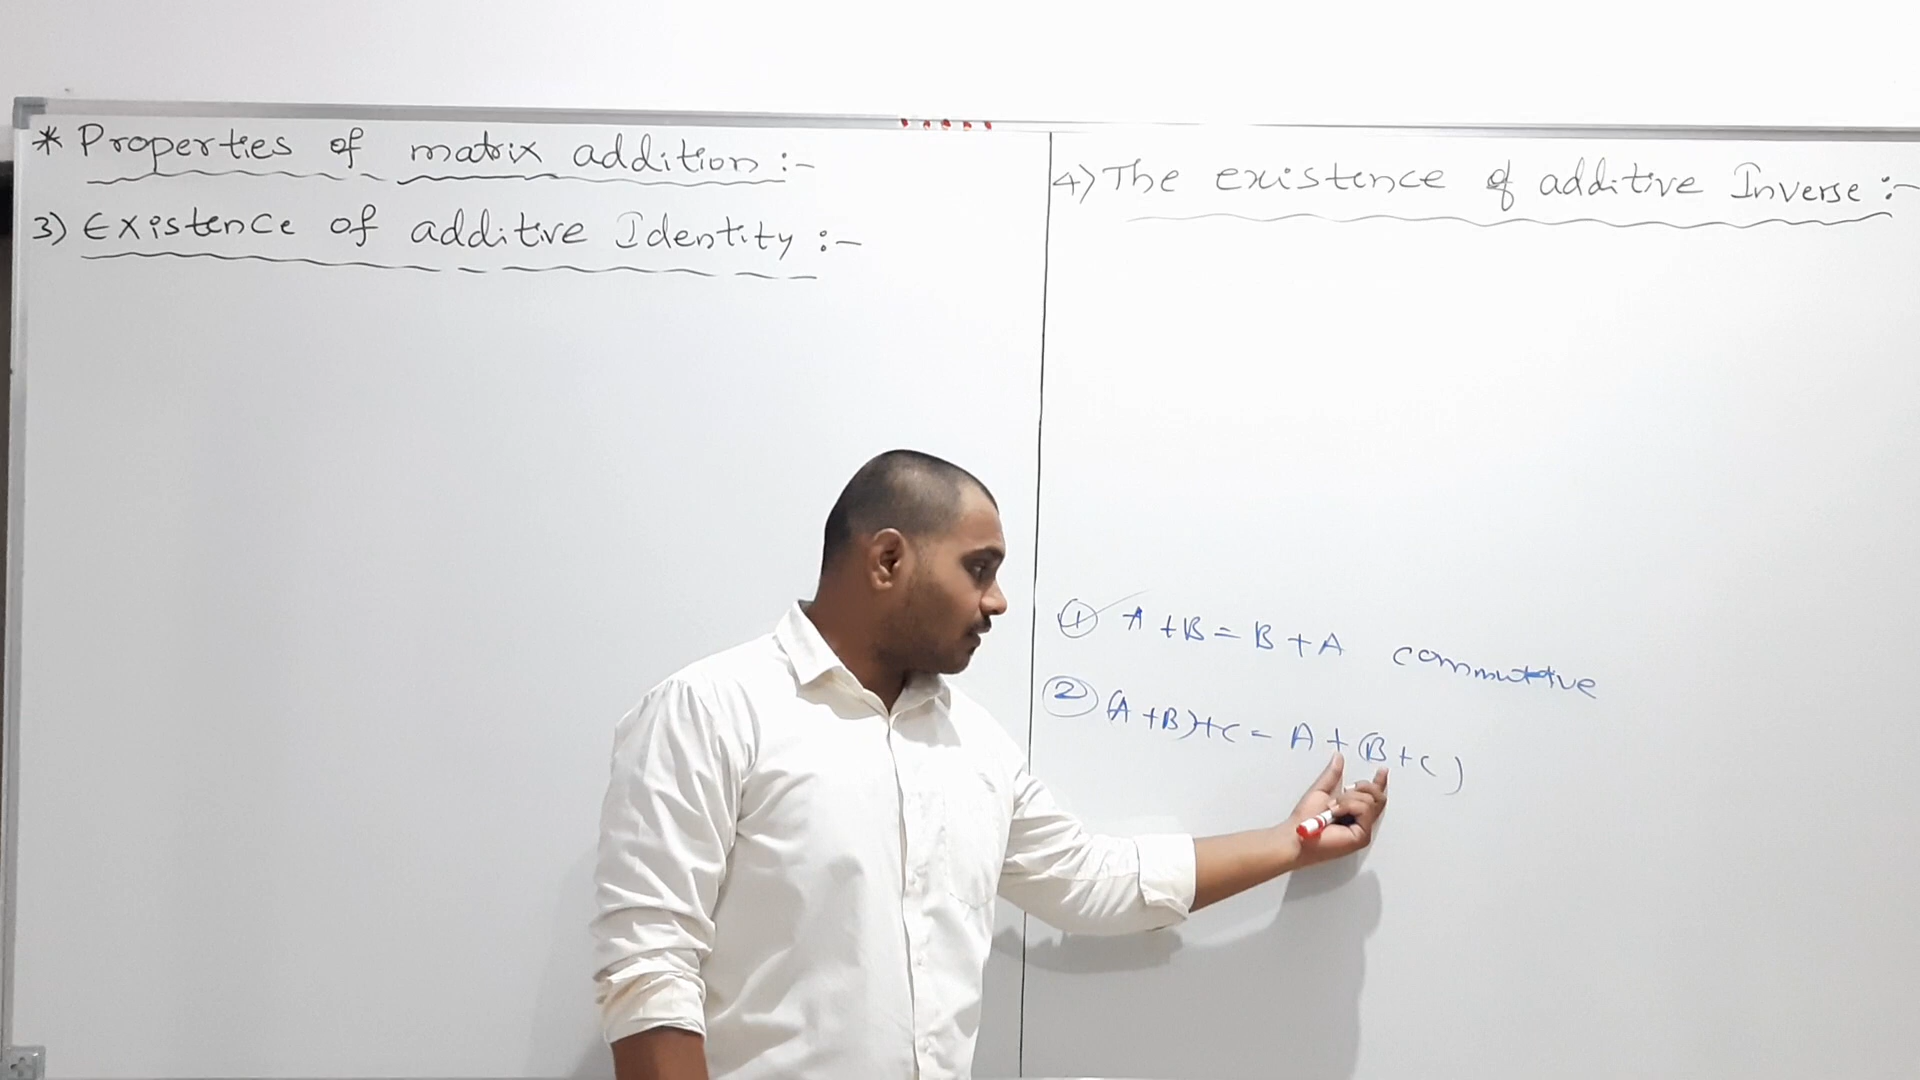 * Properties of matrix addition :-
3) Existence of additive Identity :-
4) The existence of additive Inverse :-
① A + B = B + A commutative
② (A + B) + C = A + (B + C)